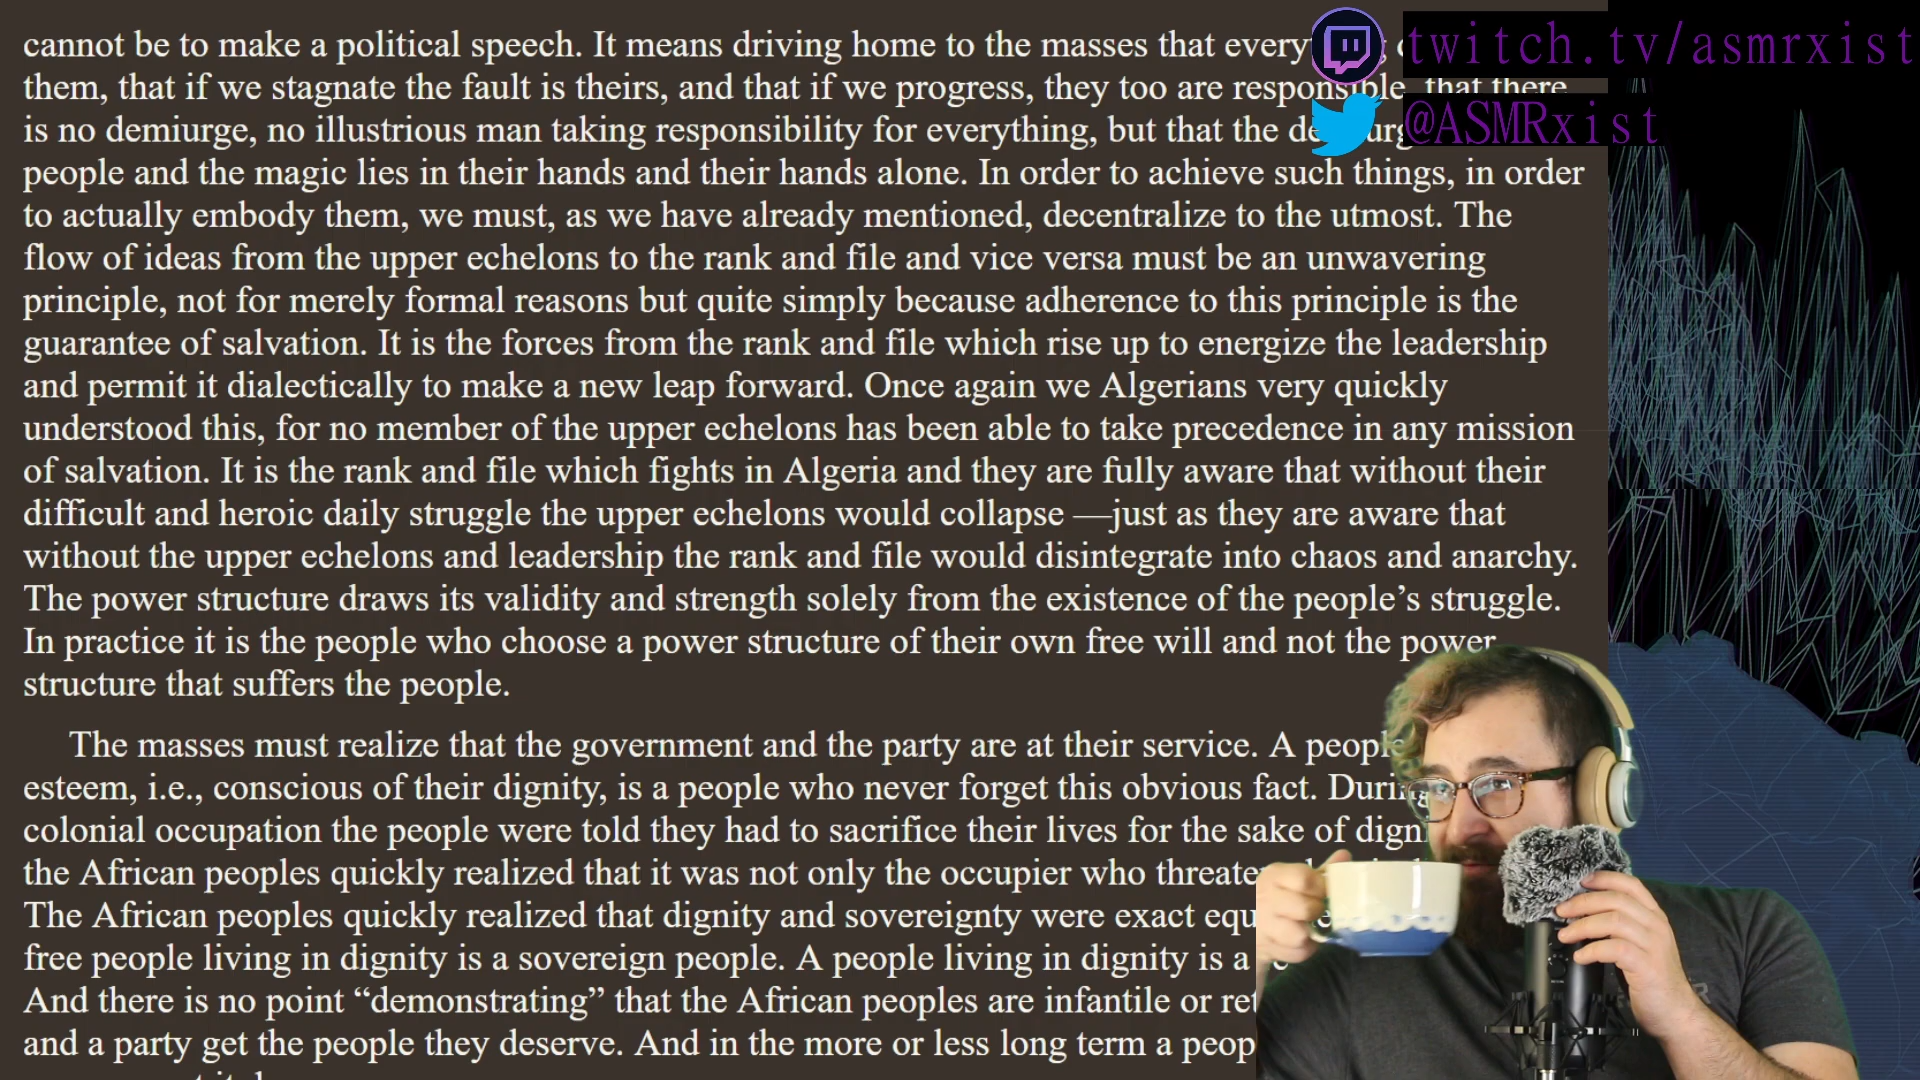 cannot be to make a political speech. It means driving home to the masses that
them, that if we stagnate the fault is theirs, and that if we progress, they too are responsible, that there
is no demiurge, no illustrious man taking responsibility for everything, but that the
people and the magic lies in their hands and their hands alone. In order to achieve such things, in order
to actually embody them, we must, as we have already mentioned, decentralize to the utmost. The
flow of ideas from the upper echelons to the rank and file and vice versa must be an unwavering
principle, not for merely formal reasons but quite simply because adherence to this principle is the
guarantee of salvation. It is the forces from the rank and file which rise up to energize the leadership
and permit it dialectically to make a new leap forward. Once again we Algerians very quickly
understood this, for no member of the upper echelons has been able to take precedence in any mission
of salvation. It is the rank and file which fights in Algeria and they are fully aware that without their
difficult and heroic daily struggle the upper echelons would collapse —just as they are aware that
without the upper echelons and leadership the rank and file would disintegrate into chaos and anarchy.
The power structure draws its validity and strength solely from the existence of the people’s struggle.
In practice it is the people who choose a power structure of their own free will and not the power
structure that suffers the people.
The masses must realize that the government and the party are at their service. A
esteem, i.e., conscious of their dignity, is a people who never forget this obvious fact. During
colonial occupation the people were told they had to sacrifice their lives for the sake of
the African peoples quickly realized that it was not only the occupier who
The African peoples quickly realized that dignity and sovereignty were exact
free people living in dignity is a sovereign people. A people living in dignity is a
And there is no point “demonstrating” that the African peoples are infantile or
and a party get the people they deserve. And in the more or less long term a
twitch.tv/asmrxist
@ASMRxist